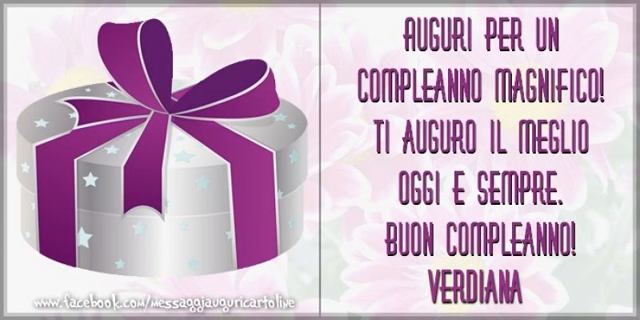 AUGURI PER UN
COMPLEANNO MAGNIFICO!
TI AUGURO IL MEGLIO
OGGI E SEMPRE.
BUON COMPLEANNO!
VERDIANA
www.facebook.com/messaggiauguricartoline